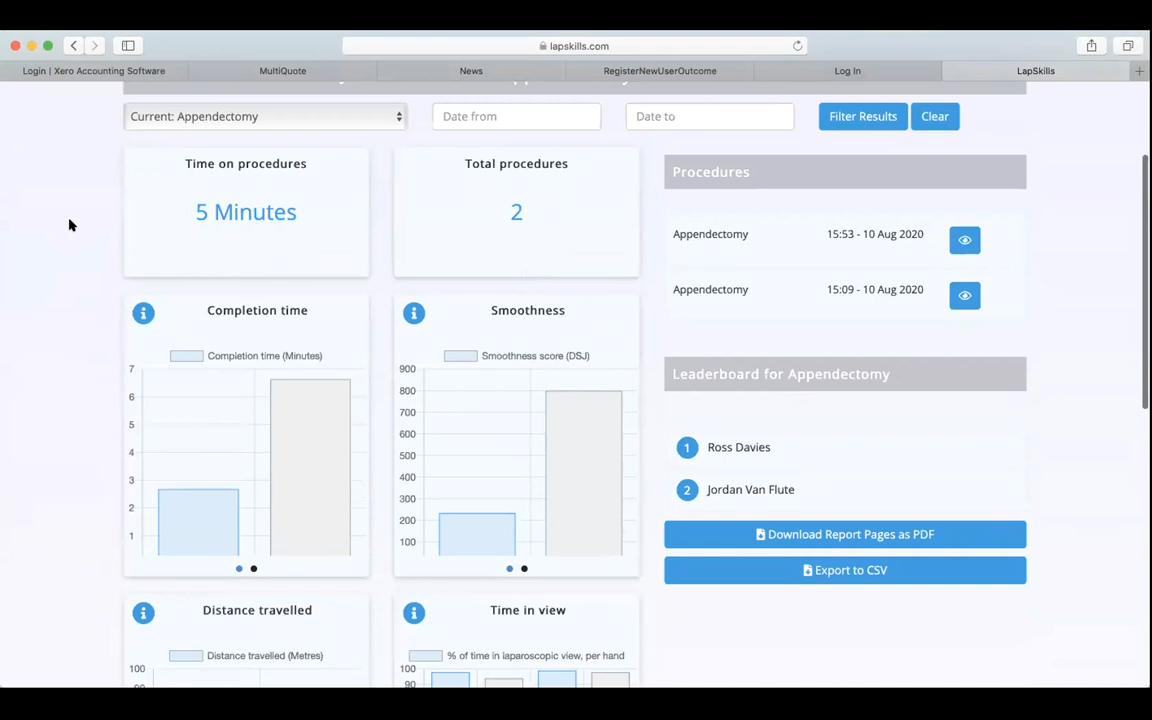 lapskills.com
Login | Xero Accounting Software
MultiQuote
News
RegisterNewUserOutcome
Log In
LapSkills
Current: Appendectomy
Date from
Date to
Filter Results
Clear
Time on procedures
5 Minutes
Total procedures
2
Procedures
Appendectomy 15:53 - 10 Aug 2020
Appendectomy 15:09 - 10 Aug 2020
Completion time
Completion time (Minutes)
7
6
5
4
3
2
1
Smoothness
Smoothness score (DSJ)
900
800
700
600
500
400
300
200
100
Leaderboard for Appendectomy
1 Ross Davies
2 Jordan Van Flute
Download Report Pages as PDF
Export to CSV
Distance travelled
Distance travelled (Metres)
100
Time in view
% of time in laparoscopic view, per hand
100
90